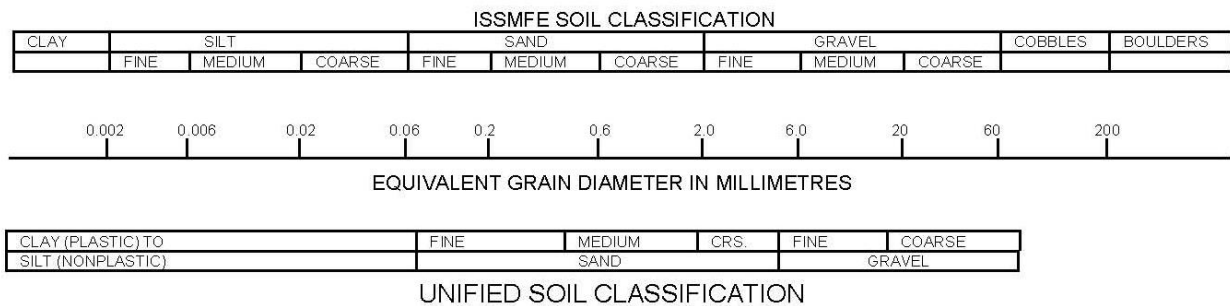 ISSMFE SOIL CLASSIFICATION
CLAY SILT SAND GRAVEL COBBLES BOULDERS
FINE MEDIUM COARSE FINE MEDIUM COARSE FINE MEDIUM COARSE
0.002 0.006 0.02 0.06 0.2 0.6 2.0 6.0 20 60 200
EQUIVALENT GRAIN DIAMETER IN MILLIMETRES
CLAY (PLASTIC) TO FINE MEDIUM CRS. FINE COARSE
SILT (NONPLASTIC) SAND GRAVEL
UNIFIED SOIL CLASSIFICATION